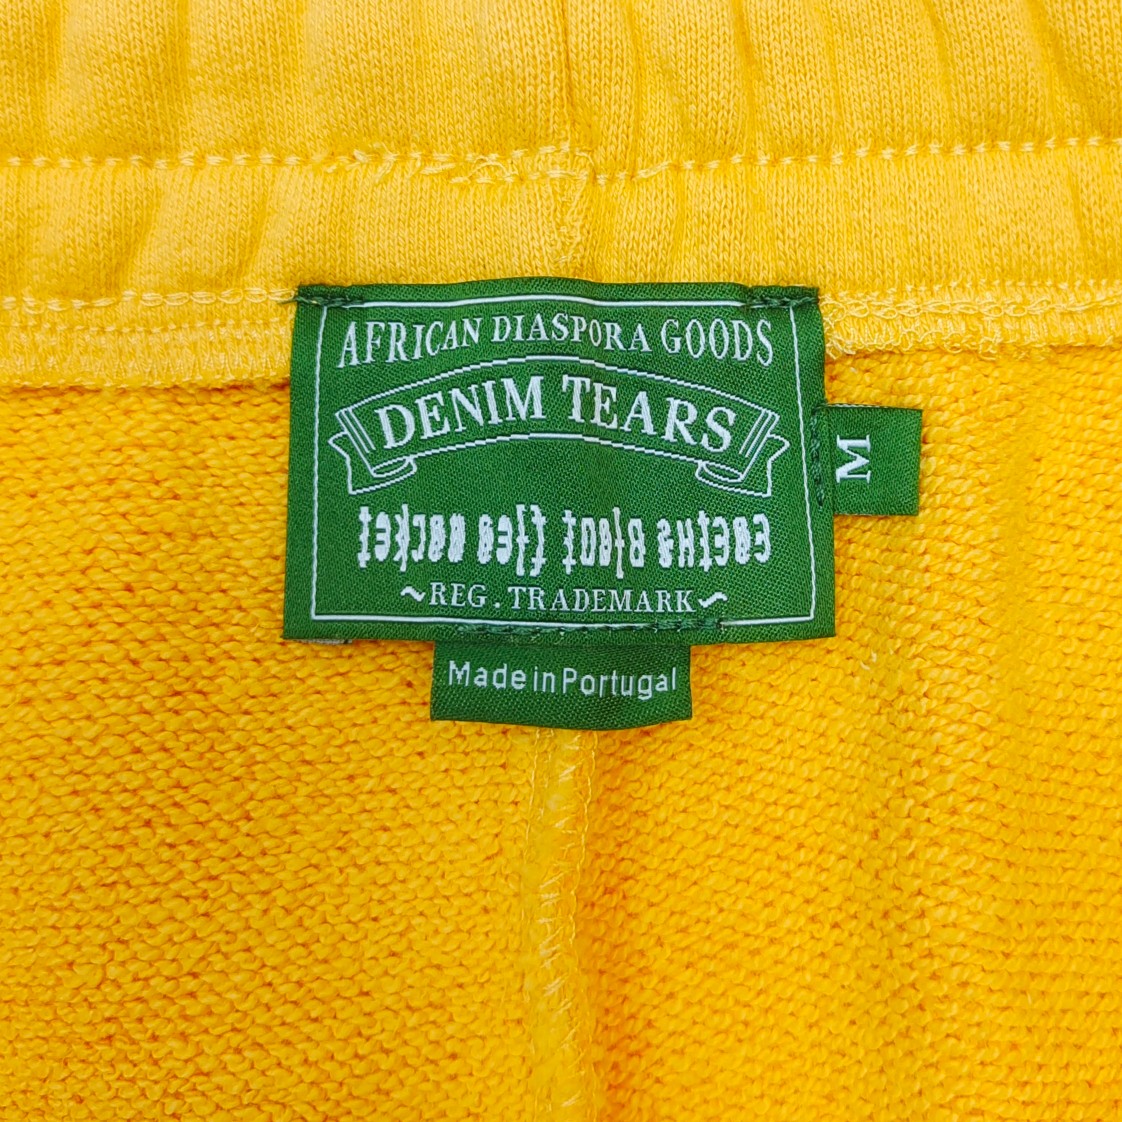 AFRICAN DIASPORA GOODS
DENIM TEARS
~REG. TRADEMARK~
M
Made in Portugal